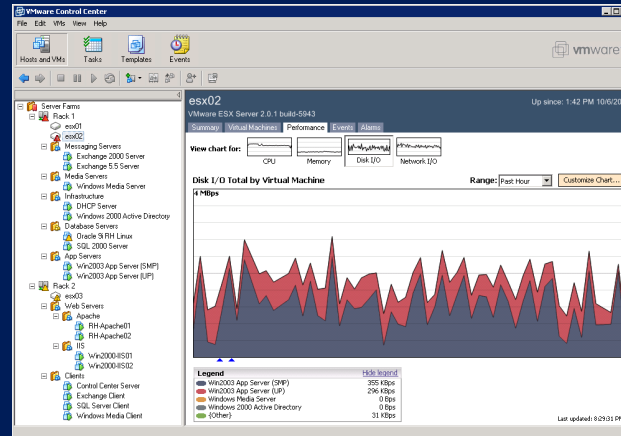 VMware Control Center
File Edit VMs View Help
Hosts and VMs Tasks Templates Events
vmware
Server Farms
Rack 1
esx01
esx02
Messaging Servers
Exchange 2000 Server
Exchange 5.5 Server
Media Servers
Windows Media Server
Infrastructure
DHCP Server
Windows 2000 Active Directory
Database Servers
Oracle 9i RH Linux
SQL 2000 Server
App Servers
Win2003 App Server (SMP)
Win2003 App Server (UP)
Rack 2
esx03
Web Servers
Apache
RH-Apache01
RH-Apache02
IIS
Win2000-IIS01
Win2000-IIS02
Clients
Control Center Server
Exchange Client
SQL Server Client
Windows Media Client
esx02
Up since: 1:42 PM 10/6/20
VMware ESX Server 2.0.1 build-5943
Summary Virtual Machines Performance Events Alarms
View chart for:
CPU Memory Disk I/O Network I/O
Disk I/O Total by Virtual Machine
Range: Past Hour Customize Chart...
4 MBps
Legend Hide legend
Win2003 App Server (SMP) 355 KBps
Win2003 App Server (UP) 296 KBps
Windows Media Server 0 Bps
Windows 2000 Active Directory 0 Bps
{Other} 31 KBps
Last updated: 8:29:31 PM